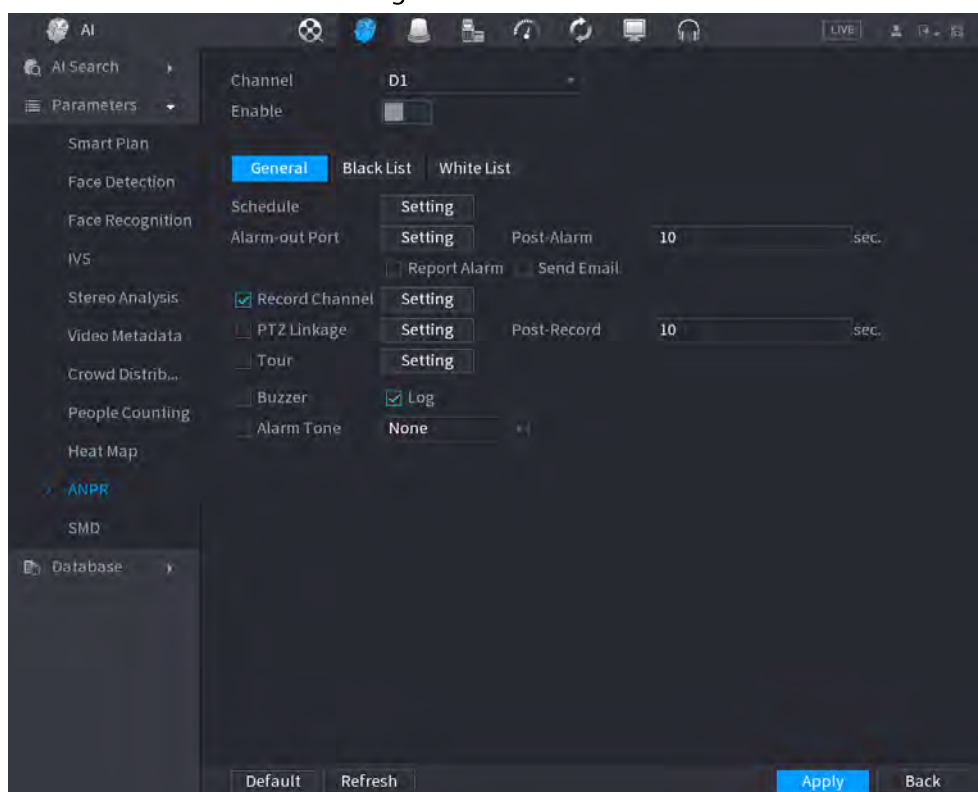 AI
LIVE
AI Search
Parameters
Smart Plan
Face Detection
Face Recognition
IVS
Stereo Analysis
Video Metadata
Crowd Distrib...
People Counting
Heat Map
ANPR
SMD
Database
Channel D1
Enable
General Black List White List
Schedule Setting
Alarm-out Port Setting Post-Alarm 10 sec.
Report Alarm Send Email
Record Channel Setting
PTZ Linkage Setting Post-Record 10 sec.
Tour Setting
Buzzer Log
Alarm Tone None
Default Refresh Apply Back